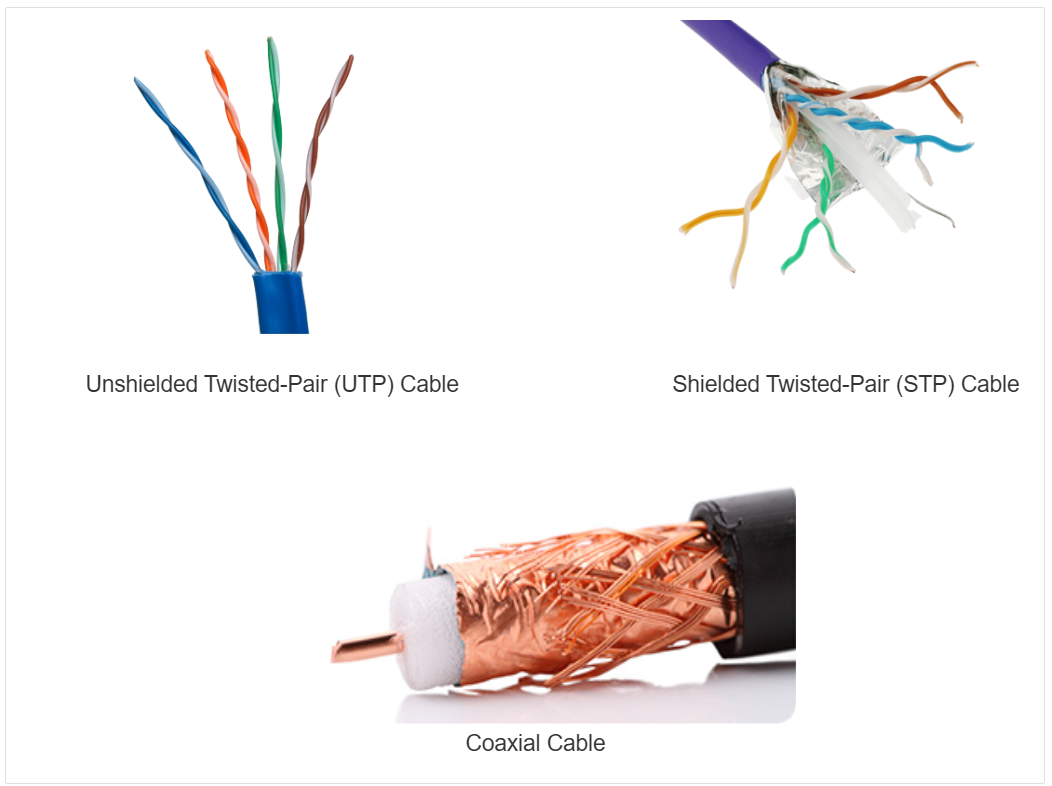 Unshielded Twisted-Pair (UTP) Cable
Shielded Twisted-Pair (STP) Cable
Coaxial Cable